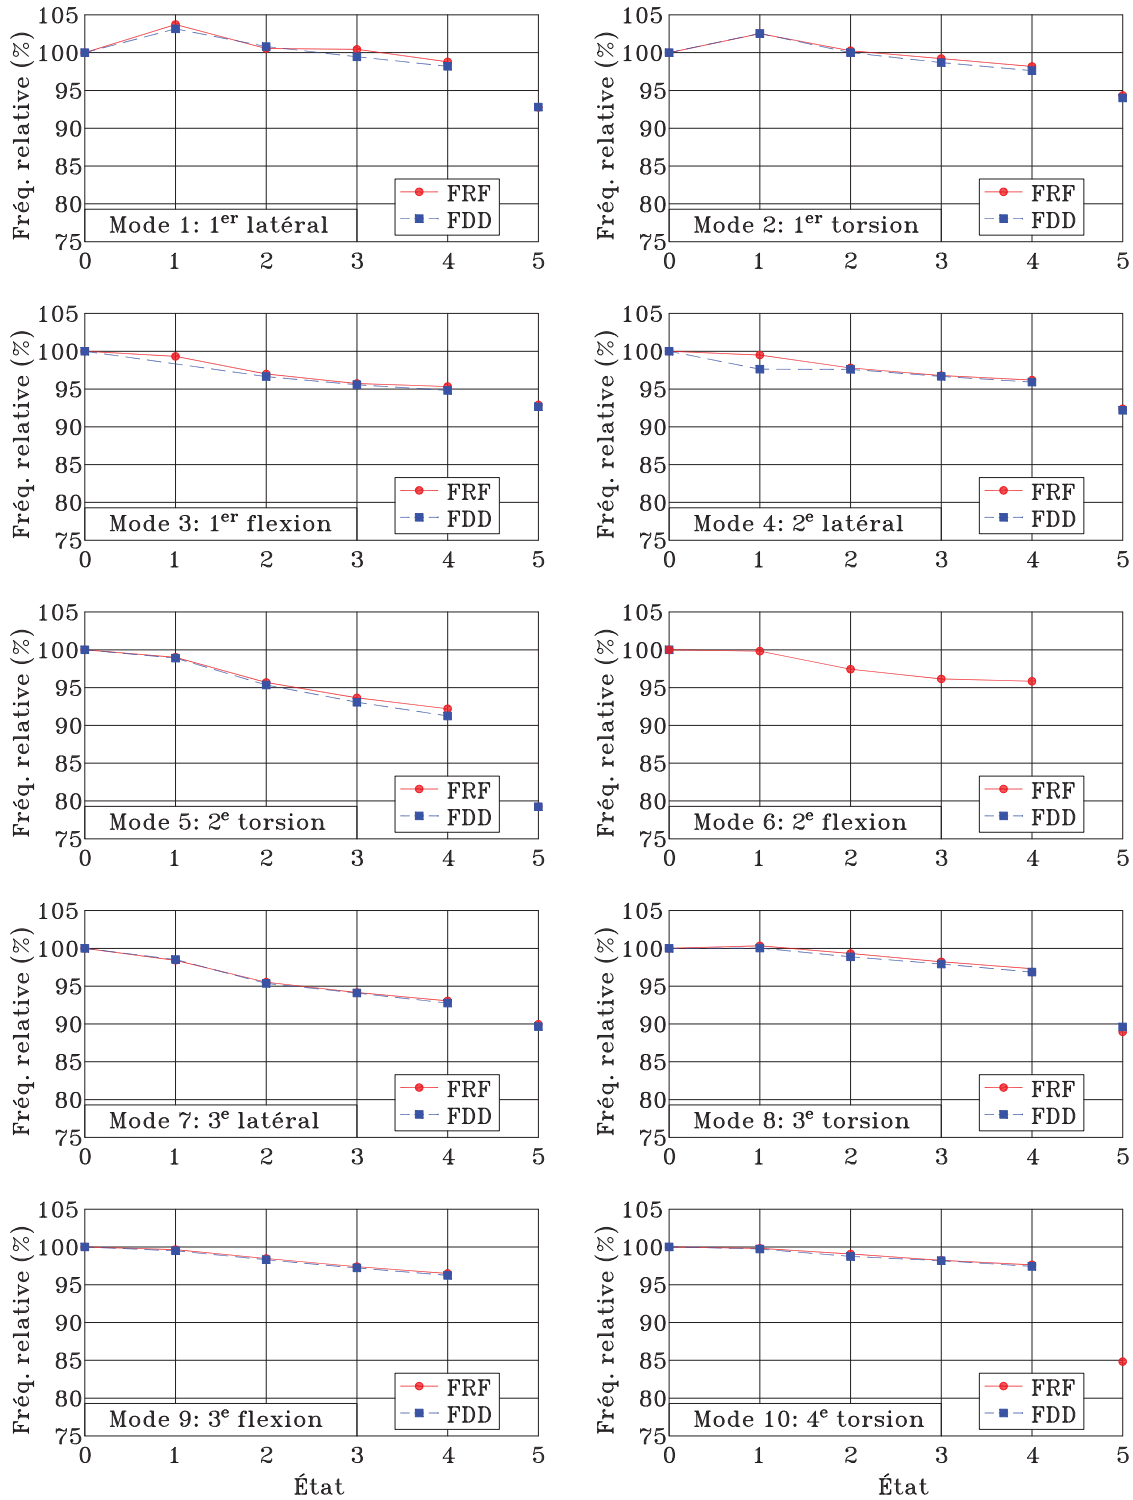 Fréq. relative (%)
105
100
95
90
85
80
75
FRF
FDD
Mode 1: 1er latéral
0 1 2 3 4 5
Fréq. relative (%)
105
100
95
90
85
80
75
FRF
FDD
Mode 2: 1er torsion
0 1 2 3 4 5
Fréq. relative (%)
105
100
95
90
85
80
75
FRF
FDD
Mode 3: 1er flexion
0 1 2 3 4 5
Fréq. relative (%)
105
100
95
90
85
80
75
FRF
FDD
Mode 4: 2e latéral
0 1 2 3 4 5
Fréq. relative (%)
105
100
95
90
85
80
75
FRF
FDD
Mode 5: 2e torsion
0 1 2 3 4 5
Fréq. relative (%)
105
100
95
90
85
80
75
FRF
FDD
Mode 6: 2e flexion
0 1 2 3 4 5
Fréq. relative (%)
105
100
95
90
85
80
75
FRF
FDD
Mode 7: 3e latéral
0 1 2 3 4 5
Fréq. relative (%)
105
100
95
90
85
80
75
FRF
FDD
Mode 8: 3e torsion
0 1 2 3 4 5
Fréq. relative (%)
105
100
95
90
85
80
75
FRF
FDD
Mode 9: 3e flexion
0 1 2 3 4 5
État
Fréq. relative (%)
105
100
95
90
85
80
75
FRF
FDD
Mode 10: 4e torsion
0 1 2 3 4 5
État